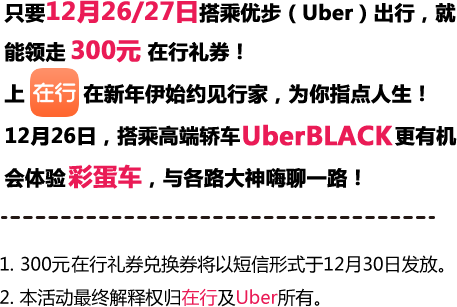 只要12月26/27日搭乘优步（Uber）出行，就
能领走 300元 在行礼券！
上 在行 在新年伊始约见行家，为你指点人生！
12月26日，搭乘高端轿车UberBLACK更有机
会体验 彩蛋车，与各路大神嗨聊一路！
1. 300元在行礼券兑换券将以短信形式于12月30日发放。
2. 本活动最终解释权归在行及Uber所有。